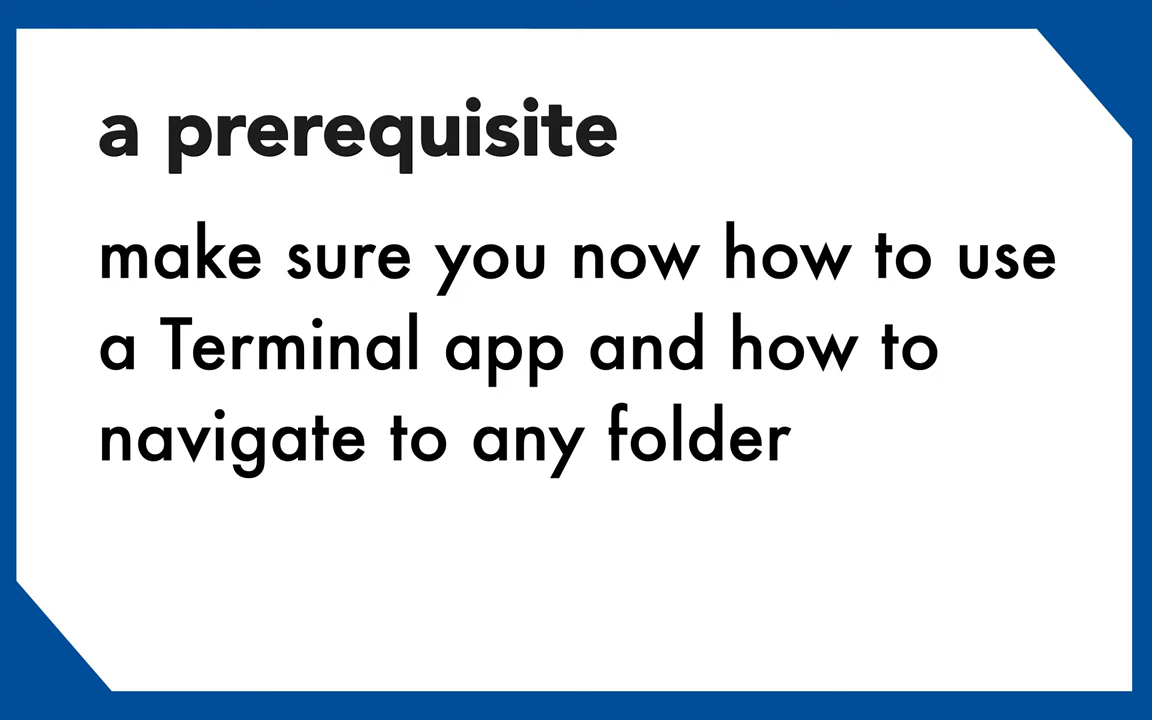 a prerequisite
make sure you now how to use
a Terminal app and how to
navigate to any folder